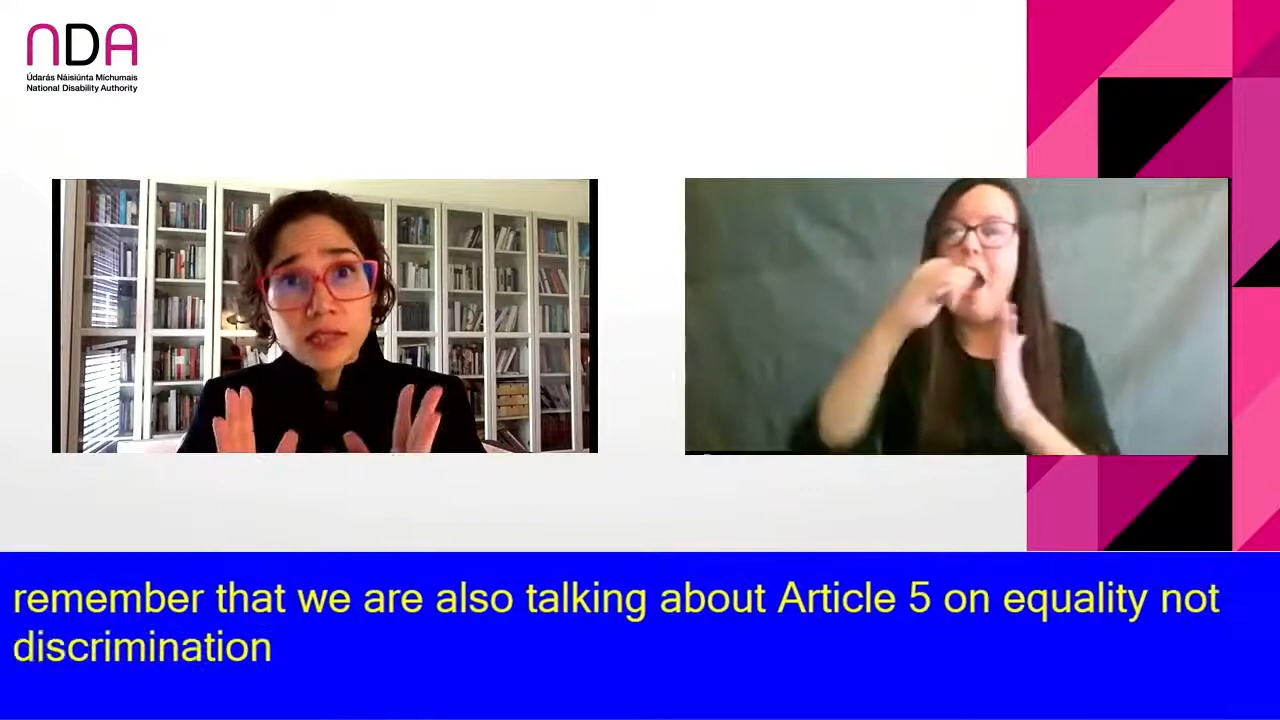 NDA
Údarás Náisiúnta Míchumais
National Disability Authority
remember that we are also talking about Article 5 on equality not
discrimination